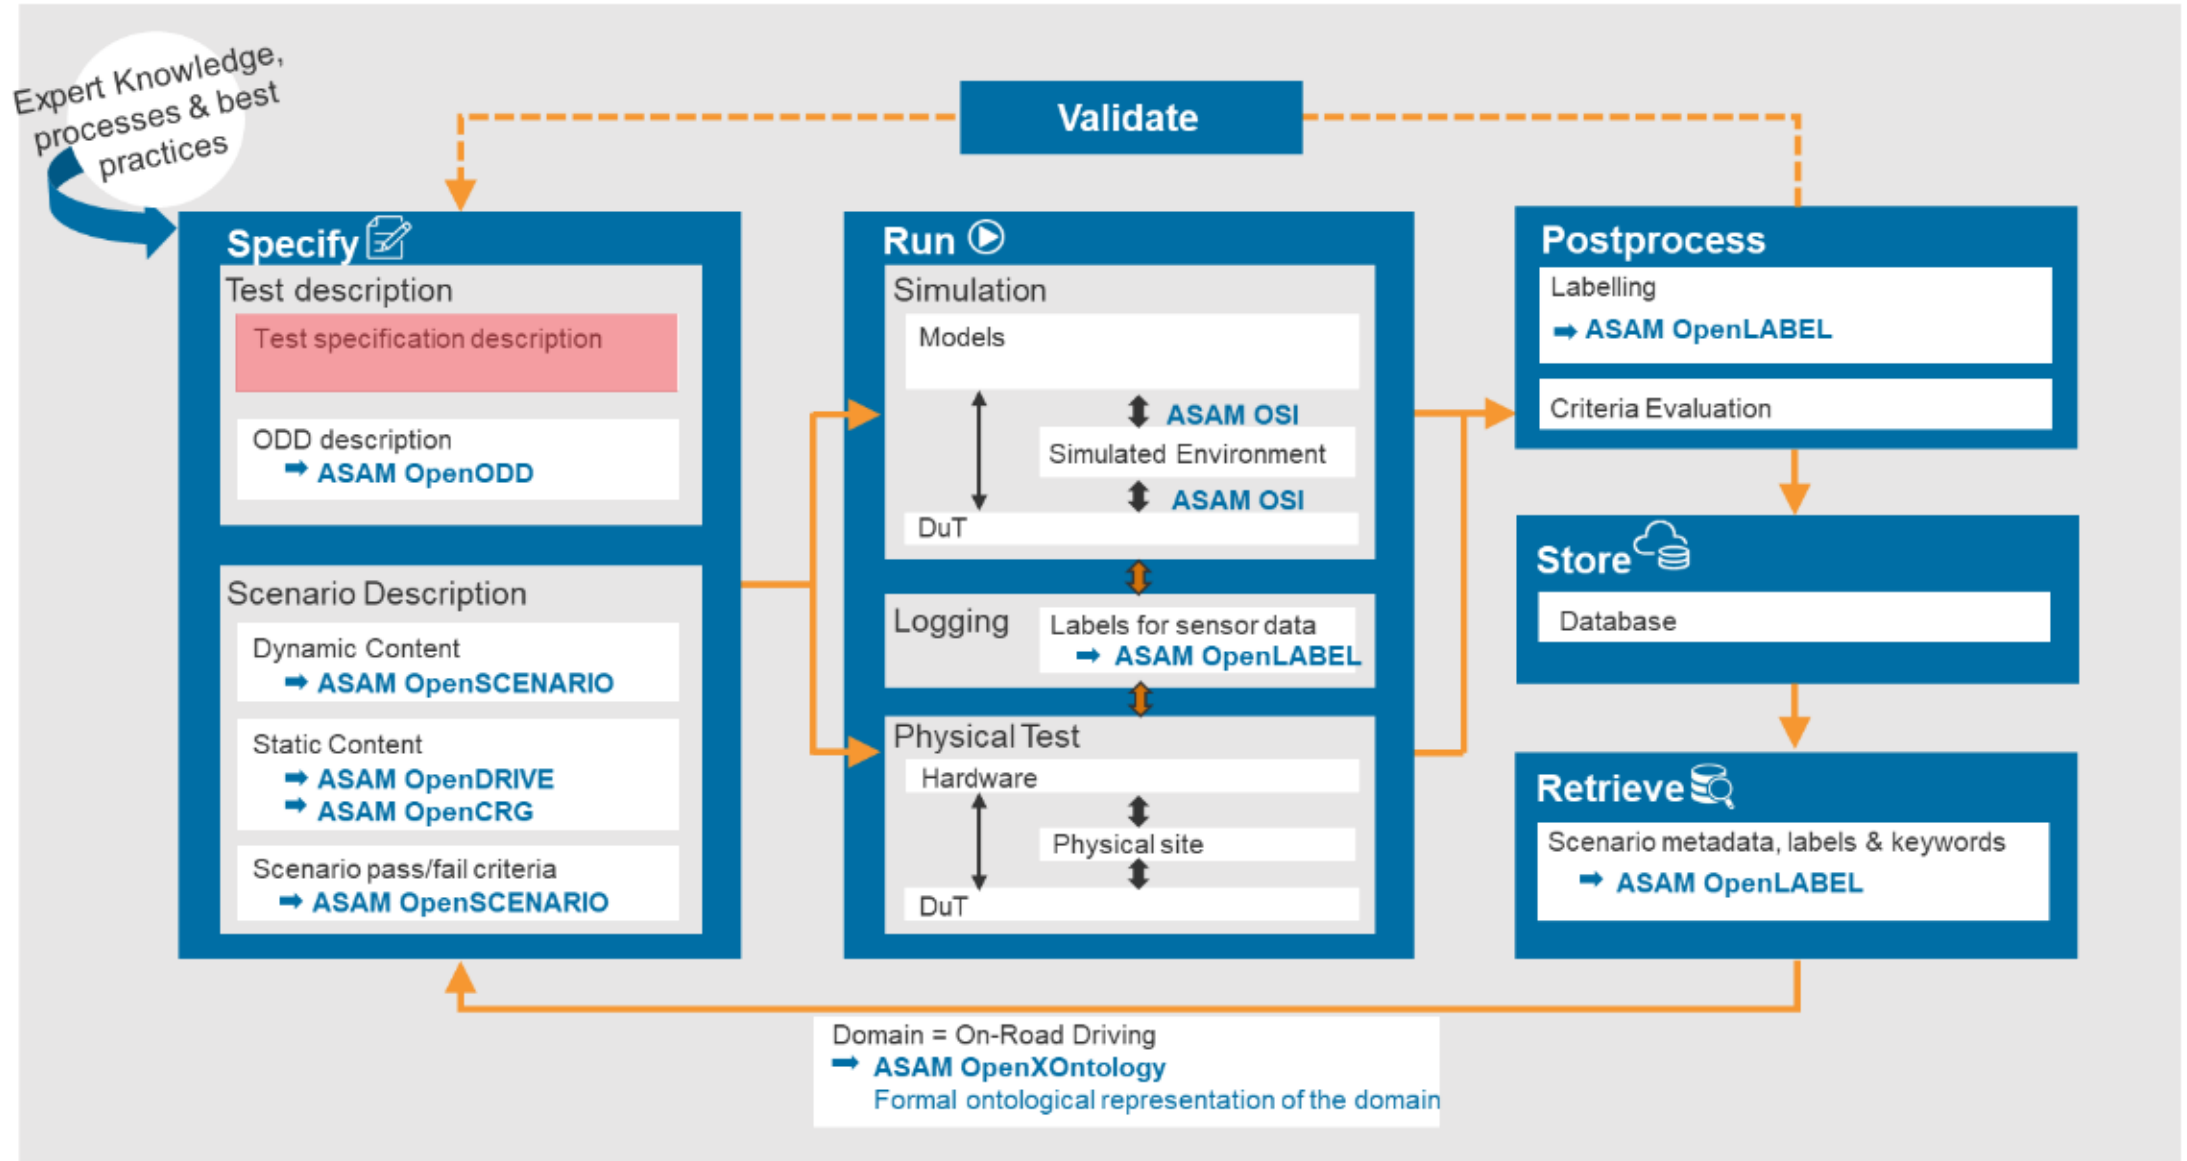 Expert Knowledge,
processes & best
practices
Validate
Specify
Test description
Test specification description
ODD description
ASAM OpenODD
Scenario Description
Dynamic Content
ASAM OpenSCENARIO
Static Content
ASAM OpenDRIVE
ASAM OpenCRG
Scenario pass/fail criteria
ASAM OpenSCENARIO
Run
Simulation
Models
ASAM OSI
Simulated Environment
ASAM OSI
DuT
Logging
Labels for sensor data
ASAM OpenLABEL
Physical Test
Hardware
Physical site
DuT
Postprocess
Labelling
ASAM OpenLABEL
Criteria Evaluation
Store
Database
Retrieve
Scenario metadata, labels & keywords
ASAM OpenLABEL
Domain = On-Road Driving
ASAM OpenXOntology
Formal ontological representation of the domain